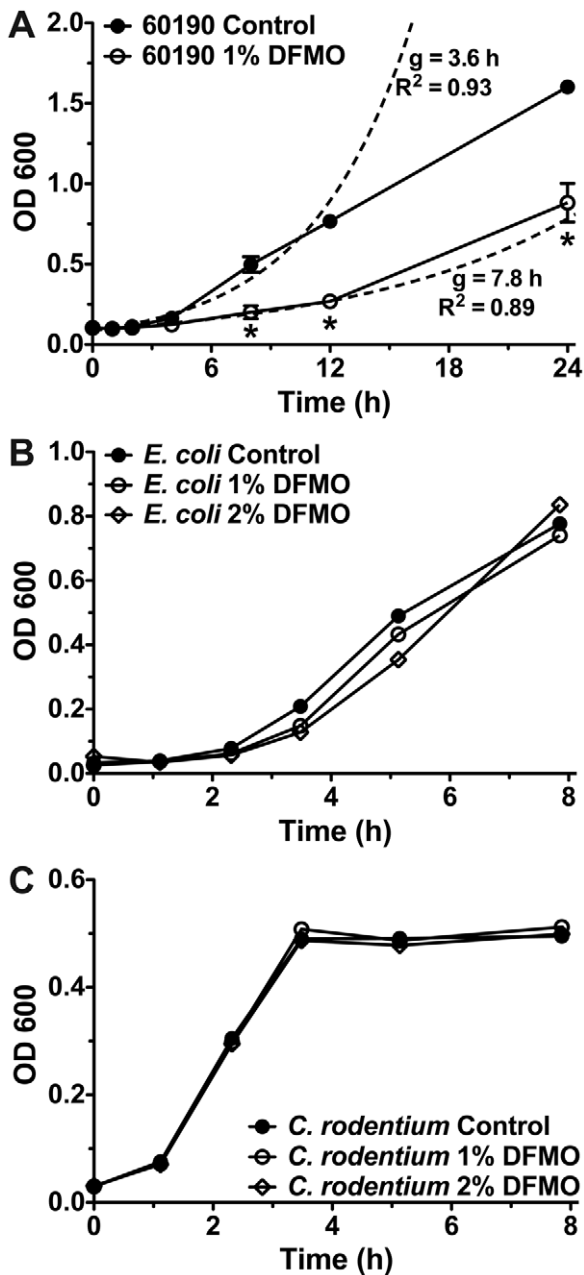 A
60190 Control
60190 1% DFMO
g = 3.6 h
R² = 0.93
g = 7.8 h
R² = 0.89
*
*
*
OD 600
2.0
1.5
1.0
0.5
0.0
0 6 12 18 24
Time (h)
B
E. coli Control
E. coli 1% DFMO
E. coli 2% DFMO
OD 600
1.0
0.8
0.6
0.4
0.2
0.0
0 2 4 6 8
Time (h)
C
OD 600
0.6
0.4
0.2
0.0
C. rodentium Control
C. rodentium 1% DFMO
C. rodentium 2% DFMO
0 2 4 6 8
Time (h)